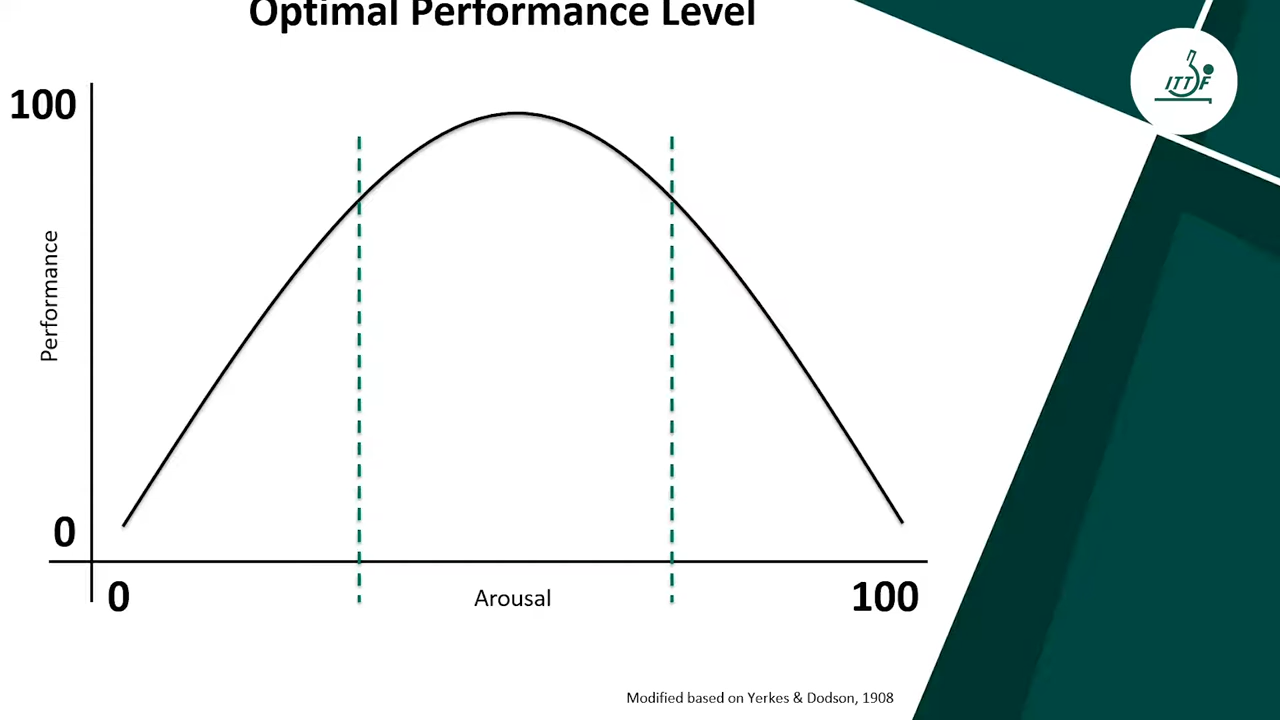 Optimal Performance Level
ITTF
100
Performance
0
0
Arousal
100
Modified based on Yerkes & Dodson, 1908